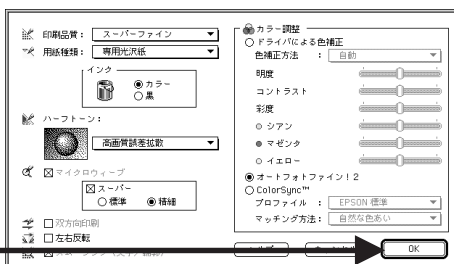 印刷品質： スーパーファイン
用紙種類： 専用光沢紙
インク
カラー
黒
ハーフトーン：
高画質誤差拡散
マイクロウィーブ
スーパー
標準 精細
双方向印刷
左右反転
カラー調整
ドライバによる色補正
色補正方法 ： 自動
明度
コントラスト
彩度
シアン
マゼンタ
イエロー
オートフォトファイン！2
ColorSync™
プロファイル ： EPSON 標準
マッチング方法： 自然な色あい
OK